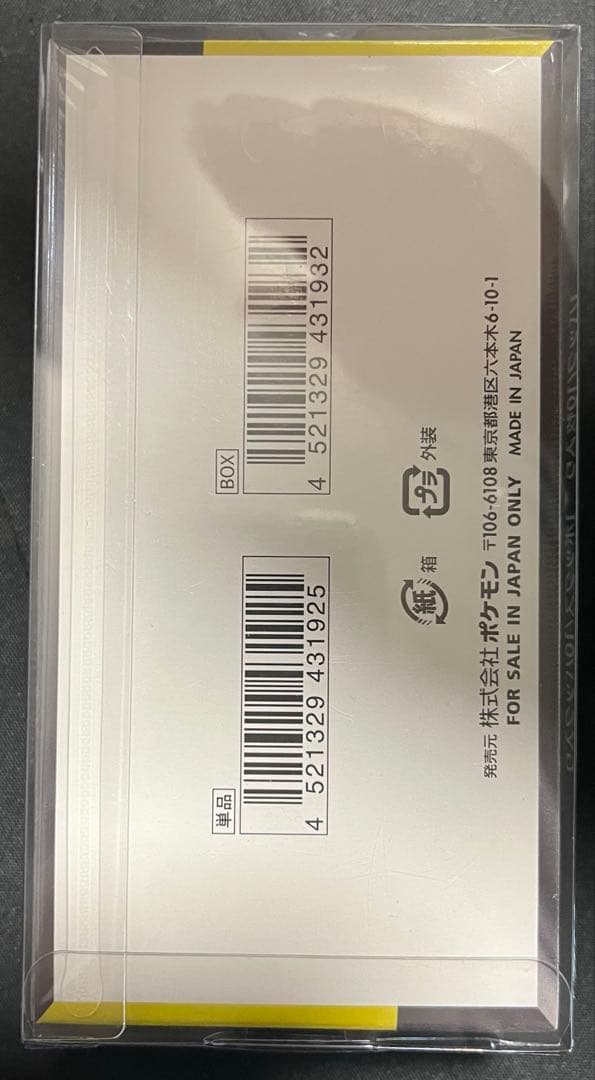 単品
4 521329 431925
BOX
4 521329 431932
紙 箱
プラ 外装
発売元 株式会社ポケモン 〒106-6108 東京都港区六本木6-10-1
FOR SALE IN JAPAN ONLY MADE IN JAPAN